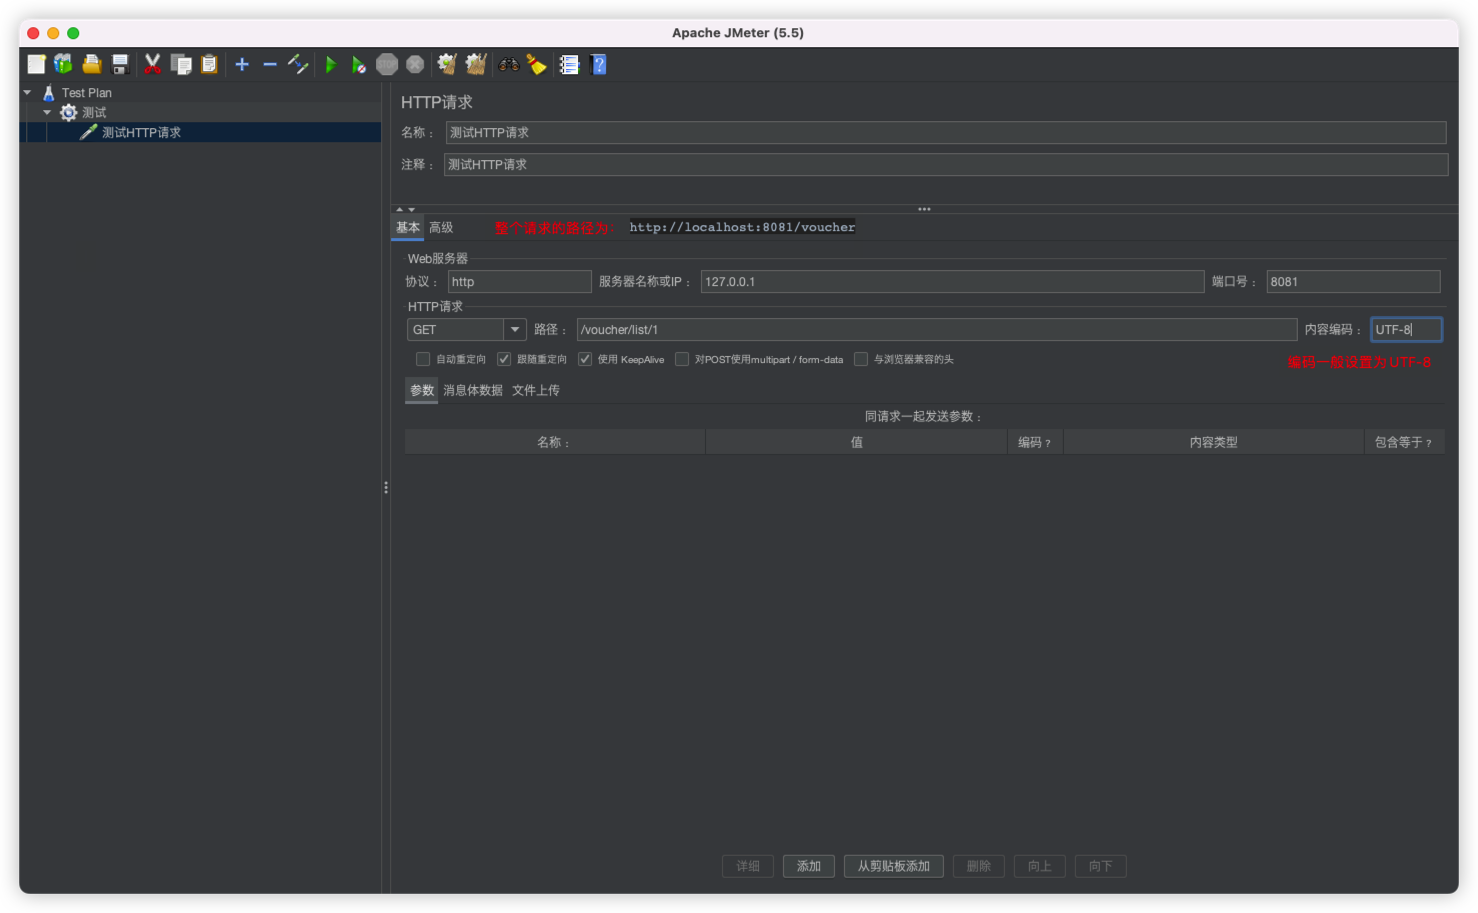 Apache JMeter (5.5)
STOP
Test Plan
测试
测试HTTP请求
HTTP请求
名称： 测试HTTP请求
注释： 测试HTTP请求
基本 高级 整个请求的路径为： http://localhost:8081/voucher
Web服务器
协议： http 服务器名称或IP： 127.0.0.1 端口号： 8081
HTTP请求
GET 路径： /voucher/list/1 内容编码： UTF-8
自动重定向 跟随重定向 使用 KeepAlive 对POST使用multipart / form-data 与浏览器兼容的头
编码一般设置为UTF-8
参数 消息体数据 文件上传
同请求一起发送参数：
名称： 值 编码？ 内容类型 包含等于？
详细 添加 从剪贴板添加 删除 向上 向下